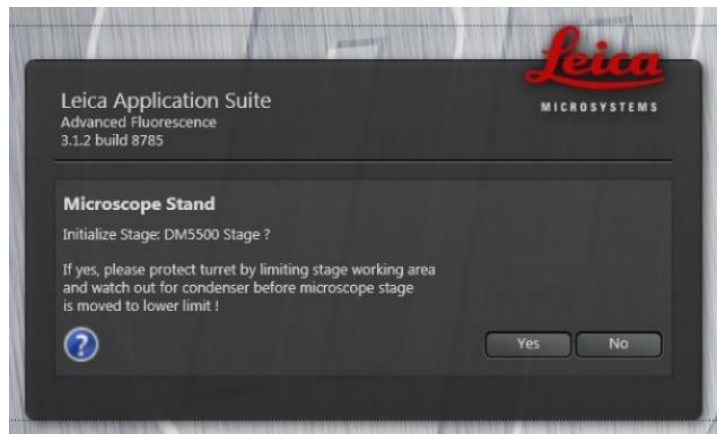 Leica
MICROSYSTEMS
Leica Application Suite
Advanced Fluorescence
3.1.2 build 8785
Microscope Stand
Initialize Stage: DM5500 Stage ?
If yes, please protect turret by limiting stage working area
and watch out for condenser before microscope stage
is moved to lower limit !
?
Yes
No